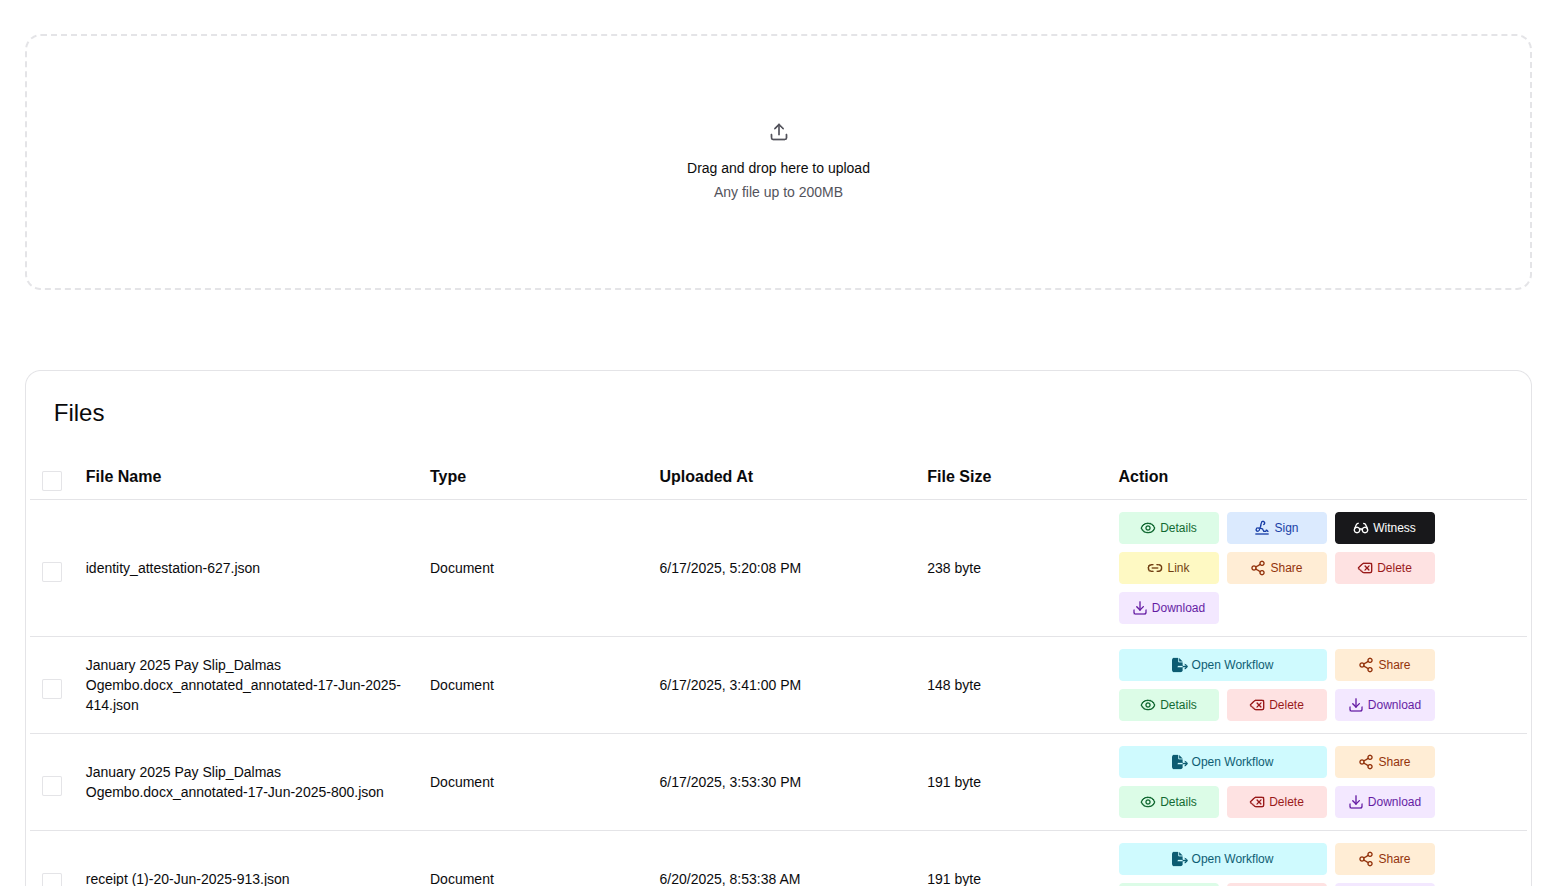 Drag and drop here to upload
Any file up to 200MB
Files
File Name Type Uploaded At File Size Action
Details Sign Witness
identity_attestation-627.json Document 6/17/2025, 5:20:08 PM 238 byte
Link Share Delete
Download
January 2025 Pay Slip_Dalmas
Ogembo.docx_annotated_annotated-17-Jun-2025-
414.json
Document 6/17/2025, 3:41:00 PM 148 byte
Open Workflow Share
Details Delete Download
January 2025 Pay Slip_Dalmas
Ogembo.docx_annotated-17-Jun-2025-800.json
Document 6/17/2025, 3:53:30 PM 191 byte
Open Workflow Share
Details Delete Download
receipt (1)-20-Jun-2025-913.json Document 6/20/2025, 8:53:38 AM 191 byte
Open Workflow Share